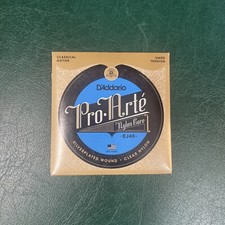 CLASSICAL
GUITAR
HARD
TENSION
D'Addario
Pro·Arté
Nylon Core
EJ46
SILVERPLATED WOUND • CLEAR NYLON